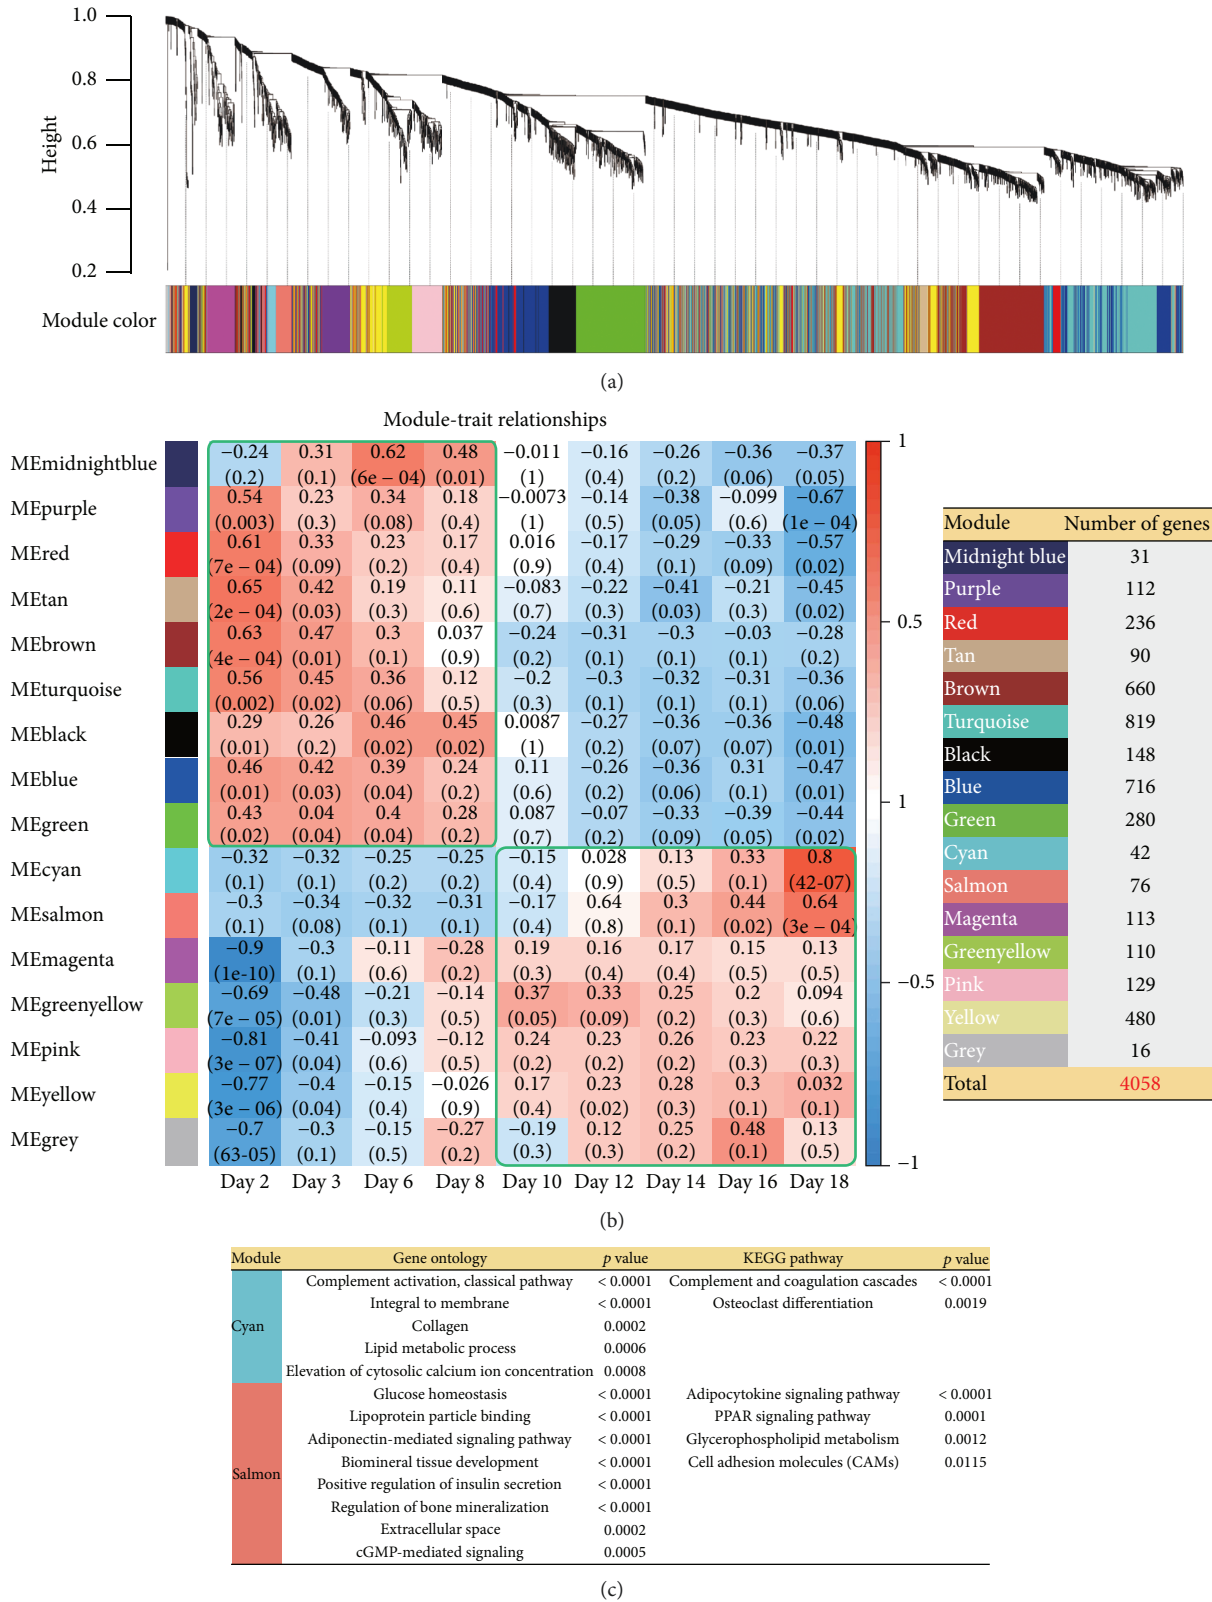 1.0
0.8
0.6
0.4
0.2
Height
Module color
(a)
Module-trait relationships
MEmidnightblue −0.24 0.31 0.62 0.48 −0.011 −0.16 −0.26 −0.36 −0.37
(0.2) (0.1) (6e − 04) (0.01) (1) (0.4) (0.2) (0.06) (0.05)
MEpurple 0.54 0.23 0.34 0.18 −0.0073 −0.14 −0.38 −0.099 −0.67
(0.003) (0.3) (0.08) (0.4) (1) (0.5) (0.05) (0.6) (1e − 04)
MEred 0.61 0.33 0.23 0.17 0.016 −0.17 −0.29 −0.33 −0.57
(7e − 04) (0.09) (0.2) (0.4) (0.9) (0.4) (0.1) (0.09) (0.02)
MEtan 0.65 0.42 0.19 0.11 −0.083 −0.22 −0.41 −0.21 −0.45
(2e − 04) (0.03) (0.3) (0.6) (0.7) (0.3) (0.03) (0.3) (0.02)
MEbrown 0.63 0.47 0.3 0.037 −0.24 −0.31 −0.3 −0.03 −0.28
(4e − 04) (0.01) (0.1) (0.9) (0.2) (0.1) (0.1) (0.1) (0.2)
MEturquoise 0.56 0.45 0.36 0.12 −0.2 −0.3 −0.32 −0.31 −0.36
(0.002) (0.02) (0.06) (0.5) (0.3) (0.1) (0.1) (0.1) (0.06)
MEblack 0.29 0.26 0.46 0.45 0.0087 −0.27 −0.36 −0.36 −0.48
(0.01) (0.2) (0.02) (0.02) (1) (0.2) (0.07) (0.07) (0.01)
MEblue 0.46 0.42 0.39 0.24 0.11 −0.26 −0.36 0.31 −0.47
(0.01) (0.03) (0.04) (0.2) (0.6) (0.2) (0.06) (0.1) (0.01)
MEgreen 0.43 0.04 0.4 0.28 0.087 −0.07 −0.33 −0.39 −0.44
(0.02) (0.04) (0.04) (0.2) (0.7) (0.2) (0.09) (0.05) (0.02)
MEcyan −0.32 −0.32 −0.25 −0.25 −0.15 0.028 0.13 0.33 0.8
(0.1) (0.1) (0.2) (0.2) (0.4) (0.9) (0.5) (0.1) (42-07)
MEsalmon −0.3 −0.34 −0.32 −0.31 −0.17 0.64 0.3 0.44 0.64
(0.1) (0.08) (0.1) (0.1) (0.4) (0.8) (0.1) (0.02) (3e − 04)
MEmagenta −0.9 −0.3 −0.11 −0.28 0.19 0.16 0.17 0.15 0.13
(1e-10) (0.1) (0.6) (0.2) (0.3) (0.4) (0.4) (0.5) (0.5)
MEgreenyellow −0.69 −0.48 −0.21 −0.14 0.37 0.33 0.25 0.2 0.094
(7e − 05) (0.01) (0.3) (0.5) (0.05) (0.09) (0.2) (0.3) (0.6)
MEpink −0.81 −0.41 −0.093 −0.12 0.24 0.23 0.26 0.23 0.22
(3e − 07) (0.04) (0.6) (0.5) (0.2) (0.2) (0.2) (0.3) (0.3)
MEyellow −0.77 −0.4 −0.15 −0.026 0.17 0.23 0.28 0.3 0.032
(3e − 06) (0.04) (0.4) (0.9) (0.4) (0.02) (0.3) (0.1) (0.1)
MEgrey −0.7 −0.3 −0.15 −0.27 −0.19 0.12 0.25 0.48 0.13
(63-05) (0.1) (0.5) (0.2) (0.3) (0.3) (0.2) (0.1) (0.5)
Day 2 Day 3 Day 6 Day 8 Day 10 Day 12 Day 14 Day 16 Day 18
1
0.5
1
−0.5
−1
Module Number of genes
Midnight blue 31
Purple 112
Red 236
Tan 90
Brown 660
Turquoise 819
Black 148
Blue 716
Green 280
Cyan 42
Salmon 76
Magenta 113
Greenyellow 110
Pink 129
Yellow 480
Grey 16
Total 4058
(b)
Module Gene ontology p value KEGG pathway p value
Complement activation, classical pathway < 0.0001 Complement and coagulation cascades < 0.0001
Integral to membrane < 0.0001 Osteoclast differentiation 0.0019
Cyan Collagen 0.0002
Lipid metabolic process 0.0006
Elevation of cytosolic calcium ion concentration 0.0008
Glucose homeostasis < 0.0001 Adipocytokine signaling pathway < 0.0001
Lipoprotein particle binding < 0.0001 PPAR signaling pathway 0.0001
Adiponectin-mediated signaling pathway < 0.0001 Glycerophospholipid metabolism 0.0012
Biomineral tissue development < 0.0001 Cell adhesion molecules (CAMs) 0.0115
Salmon Positive regulation of insulin secretion < 0.0001
Regulation of bone mineralization < 0.0001
Extracellular space 0.0002
cGMP-mediated signaling 0.0005
(c)